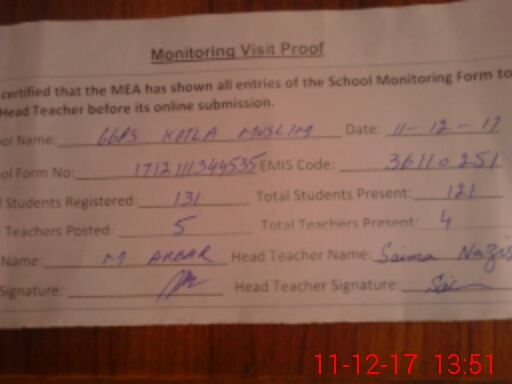 Monitoring Visit Proof
certified that the MEA has shown all entries of the School Monitoring Form to
Head Teacher before its online submission.
ool Name: GGPS KOTLA MUSLIM Date: 11-12-17
ol Form No: 1712111344535 EMIS Code: 36110251
l Students Registered: 131 Total Students Present: 121
Teachers Posted: 5 Total Teachers Present: 4
Name: M. AKBAR Head Teacher Name: Saima
Signature: Head Teacher Signature:
11-12-17 13:51